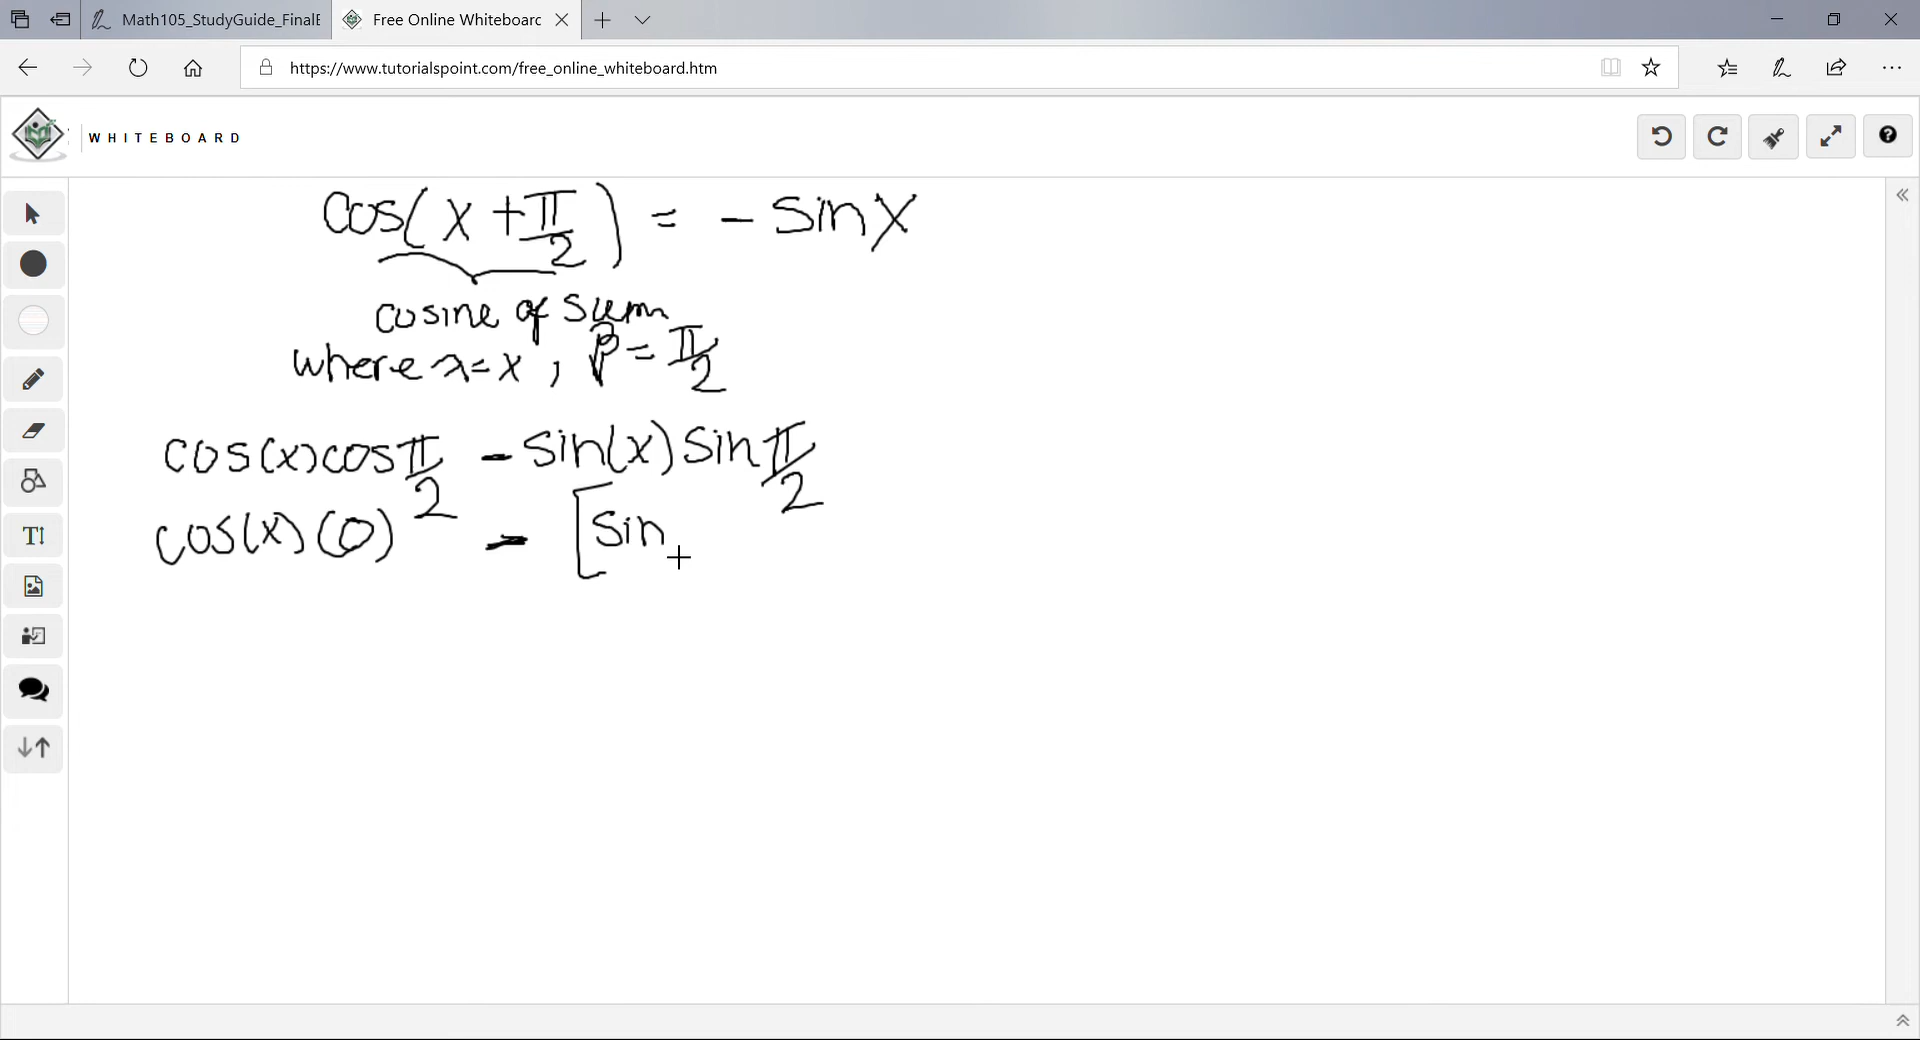 Math105_StudyGuide_FinalE
Free Online Whiteboarc
https://www.tutorialspoint.com/free_online_whiteboard.htm
WHITEBOARD
cos(x + π/2) = - sin x
cosine of sum
where α = x , β = π/2
cos(x) cos π/2 - sin(x) sin π/2
cos(x) (0) - [sin